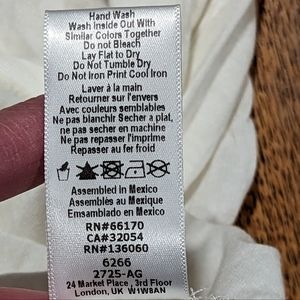 Hand Wash
Wash Inside Out With
Similar Colors Together
Do not Bleach
Lay Flat to Dry
Do Not Tumble Dry
Do Not Iron Print Cool Iron
Laver à la main
Retourner sur l'envers
Avec couleurs semblables
Ne pas blanchir Secher a plat,
ne pas sécher en machine
Ne pas repasser l'imprimé
Repasser au fer froid
Assembled in Mexico
Assemblés au Mexique
Ensamblado en Mexico
RN#66170
CA#32054
RN#136060
6266
2725-AG
24 Market Place, 3rd Floor
London, UK W1W8AN